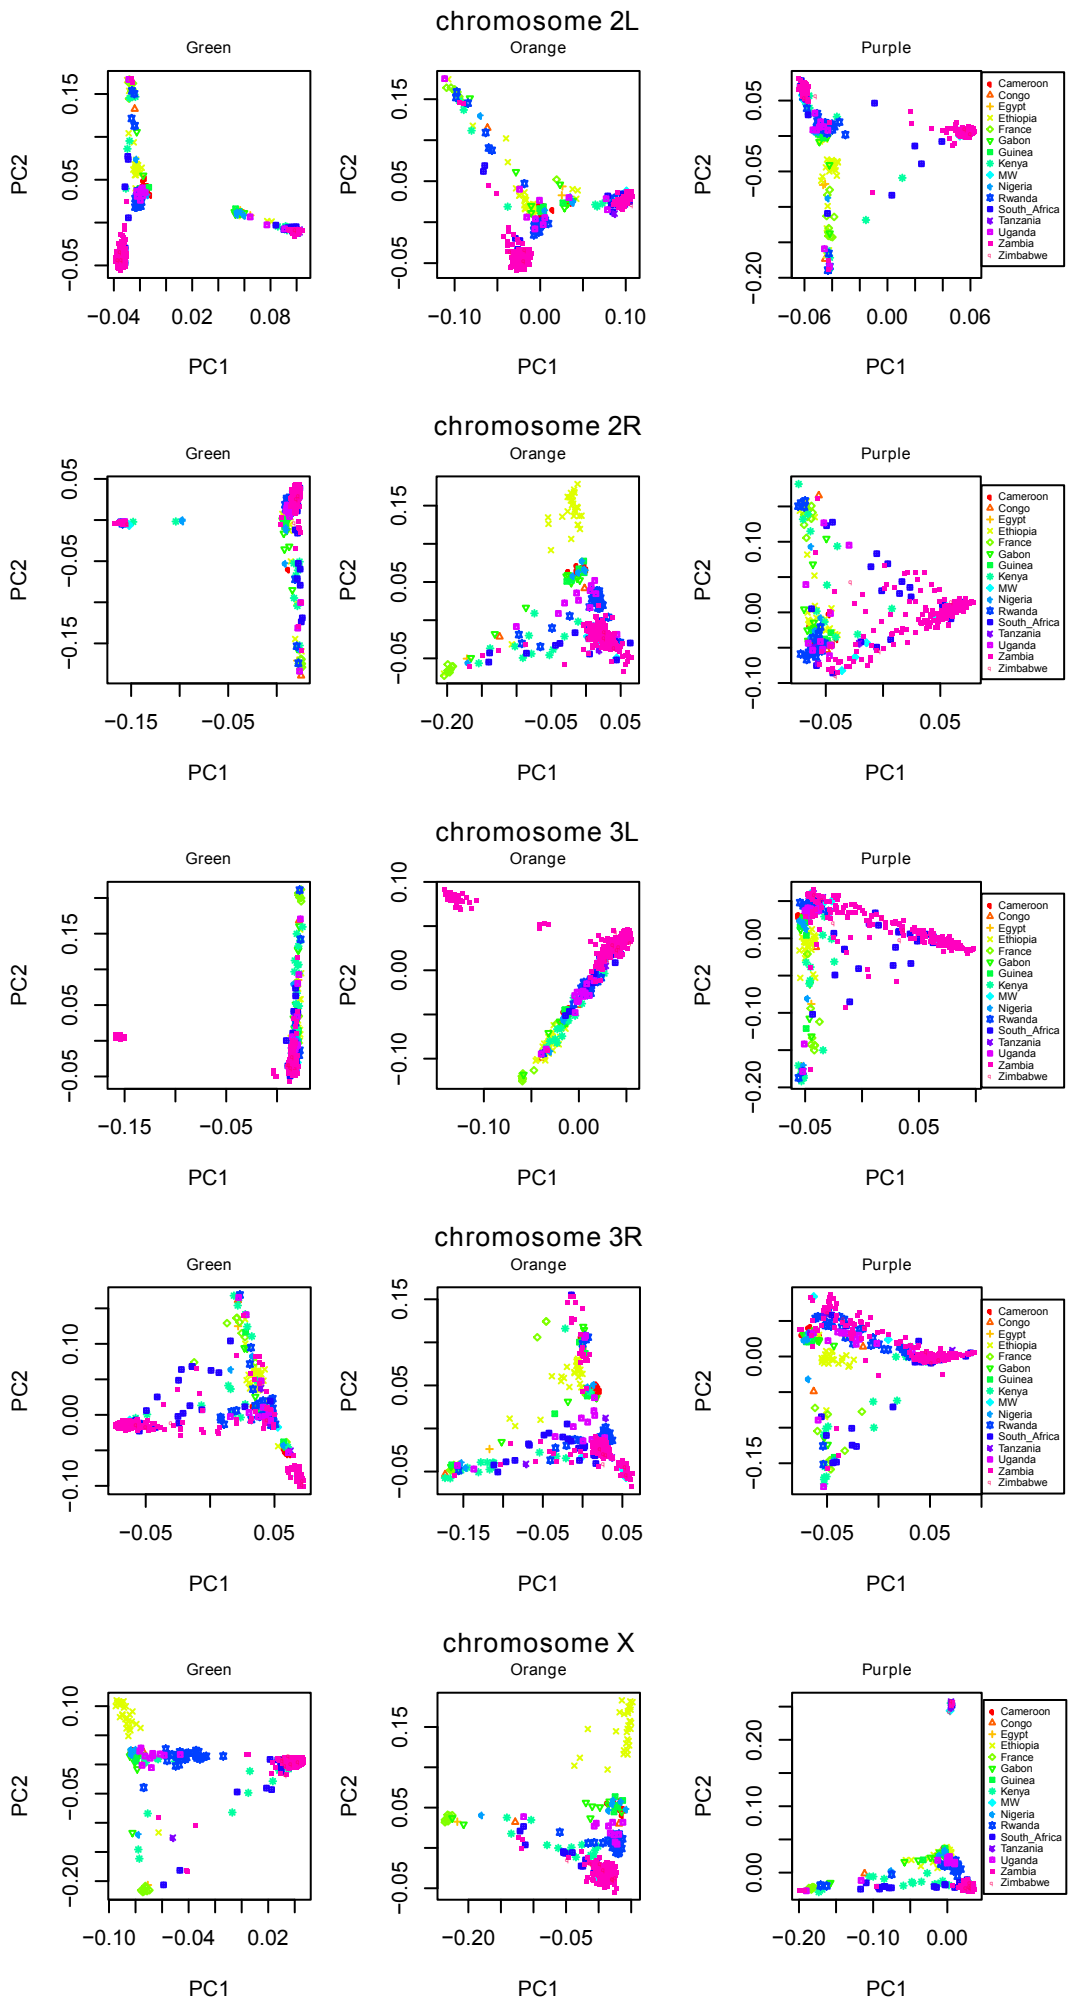 chromosome 2L
Green
Orange
Purple
PC2
0.15
0.05
−0.05
−0.04
0.02
0.08
PC1
PC2
0.15
0.05
−0.05
−0.10
0.00
0.10
PC1
PC2
0.05
−0.05
−0.20
−0.06
0.00
0.06
PC1
Cameroon
Congo
Egypt
Ethiopia
France
Gabon
Guinea
Kenya
MW
Nigeria
Rwanda
South_Africa
Tanzania
Uganda
Zambia
Zimbabwe
chromosome 2R
Green
Orange
Purple
PC2
0.05
−0.05
−0.15
−0.15
−0.05
PC1
PC2
0.15
0.05
−0.05
−0.20
−0.05
0.05
PC1
PC2
0.10
0.00
−0.10
−0.05
0.05
PC1
Cameroon
Congo
Egypt
Ethiopia
France
Gabon
Guinea
Kenya
MW
Nigeria
Rwanda
South_Africa
Tanzania
Uganda
Zambia
Zimbabwe
chromosome 3L
Green
Orange
Purple
PC2
0.15
0.05
−0.05
−0.15
−0.05
PC1
PC2
0.10
0.00
−0.10
−0.10
0.00
PC1
PC2
0.00
−0.10
−0.20
−0.05
0.05
PC1
Cameroon
Congo
Egypt
Ethiopia
France
Gabon
Guinea
Kenya
MW
Nigeria
Rwanda
South_Africa
Tanzania
Uganda
Zambia
Zimbabwe
chromosome 3R
Green
Orange
Purple
PC2
0.10
0.00
−0.10
−0.05
0.05
PC1
PC2
0.15
0.05
−0.05
−0.15
−0.05
0.05
PC1
PC2
0.00
−0.15
−0.05
0.05
PC1
Cameroon
Congo
Egypt
Ethiopia
France
Gabon
Guinea
Kenya
MW
Nigeria
Rwanda
South_Africa
Tanzania
Uganda
Zambia
Zimbabwe
chromosome X
Green
Orange
Purple
PC2
0.10
−0.05
−0.20
−0.10
−0.04
0.02
PC1
PC2
0.15
0.05
−0.05
−0.20
−0.05
PC1
PC2
0.20
0.10
0.00
−0.20
−0.10
0.00
PC1
Cameroon
Congo
Egypt
Ethiopia
France
Gabon
Guinea
Kenya
MW
Nigeria
Rwanda
South_Africa
Tanzania
Uganda
Zambia
Zimbabwe